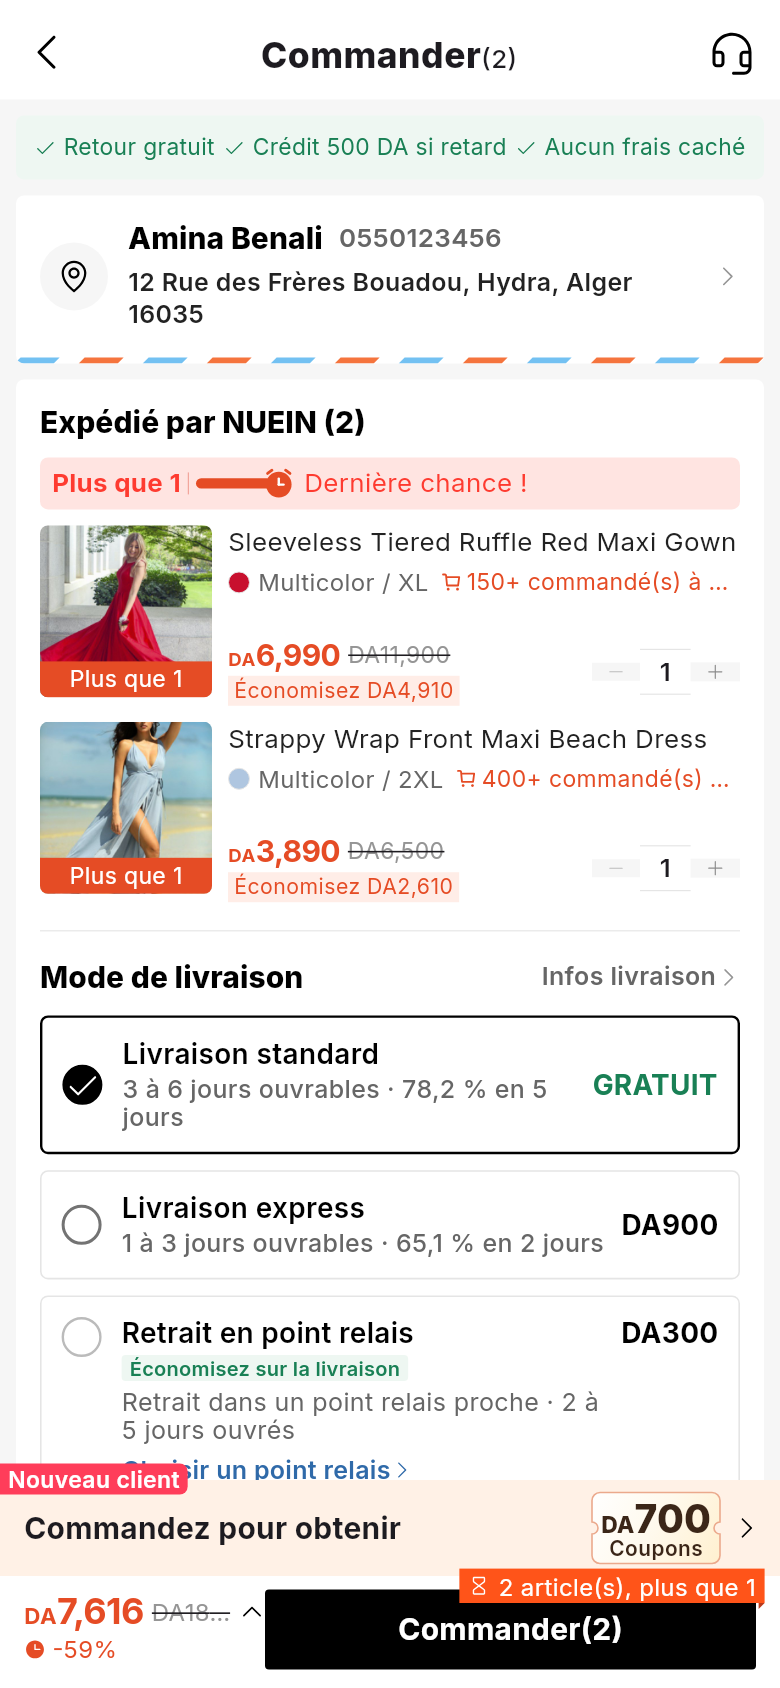 Commander(2)
Retour gratuit Crédit 500 DA si retard Aucun frais caché
Amina Benali 0550123456
12 Rue des Frères Bouadou, Hydra, Alger
16035
Expédié par NUEIN (2)
Plus que 1 Dernière chance !
Sleeveless Tiered Ruffle Red Maxi Gown
Multicolor / XL 150+ commandé(s) à ...
DA6,990 DA11,900
Plus que 1
1
Économisez DA4,910
Strappy Wrap Front Maxi Beach Dress
Multicolor / 2XL 400+ commandé(s) ...
DA3,890 DA6,500
Plus que 1
1
Économisez DA2,610
Mode de livraison Infos livraison
Livraison standard
3 à 6 jours ouvrables · 78,2 % en 5
jours
GRATUIT
Livraison express
1 à 3 jours ouvrables · 65,1 % en 2 jours
DA900
Retrait en point relais DA300
Économisez sur la livraison
Retrait dans un point relais proche · 2 à
5 jours ouvrés
Choisir un point relais
Nouveau client
Commandez pour obtenir
DA700
Coupons
2 article(s), plus que 1
DA7,616 DA18...
-59%
Commander(2)